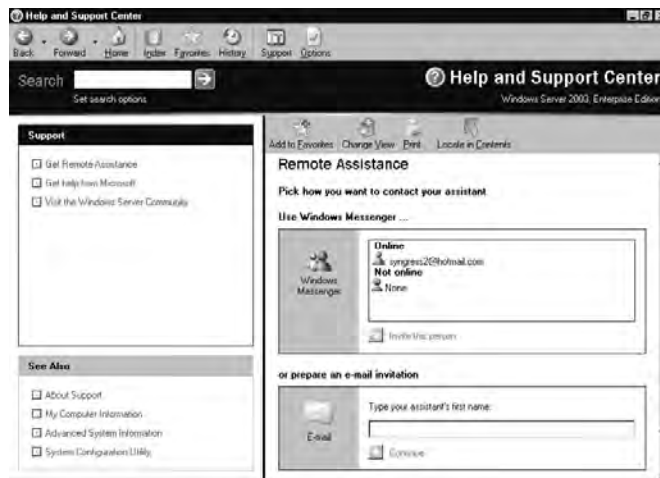 Help and Support Center
Back Forward Home Index Favorites History Support Options
Search
Set search options
Help and Support Center
Windows Server 2003, Enterprise Edition
Support
Get Remote Assistance
Get help from Microsoft
Visit the Windows Server Community
See Also
About Support
My Computer Information
Advanced System Information
System Configuration Utility
Add to Favorites Change View Print Locate in Contents
Remote Assistance
Pick how you want to contact your assistant
Use Windows Messenger ...
Windows
Messenger
Online
syngress2@hotmail.com
Not online
None
Invite this person
or prepare an e-mail invitation
E-mail
Type your assistant's first name:
Continue